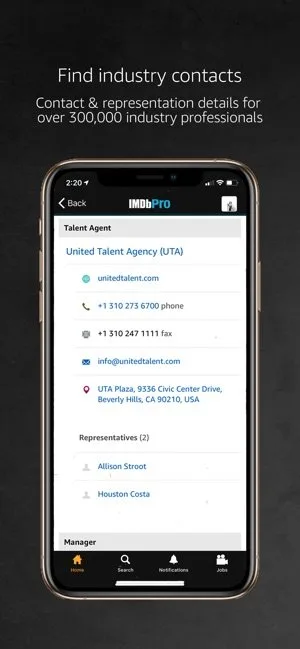 Find industry contacts
Contact & representation details for
over 300,000 industry professionals
2:20
Back
IMDbPro
Talent Agent
United Talent Agency (UTA)
unitedtalent.com
+1 310 273 6700 phone
+1 310 247 1111 fax
info@unitedtalent.com
UTA Plaza, 9336 Civic Center Drive,
Beverly Hills, CA 90210, USA
Representatives (2)
Allison Stroot
Houston Costa
Manager
Home Search Notifications Jobs